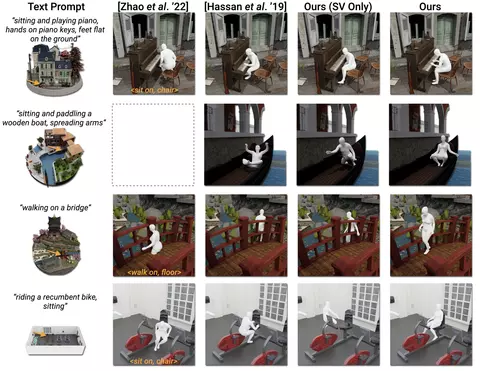 Text Prompt
[Zhao et al. '22]
[Hassan et al. '19]
Ours (SV Only)
Ours
"sitting and playing piano,
hands on piano keys, feet flat
on the ground"
<sit on, chair>
"sitting and paddling a
wooden boat, spreading arms"
"walking on a bridge"
<walk on, floor>
"riding a recumbent bike,
sitting"
<sit on, chair>